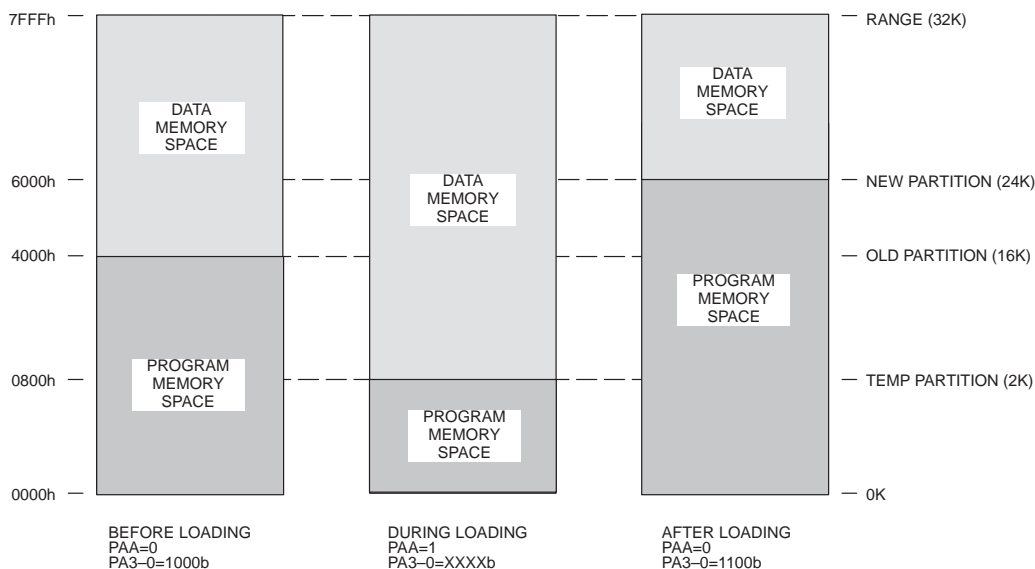 7FFFh
RANGE (32K)
DATA
MEMORY
SPACE
DATA
MEMORY
SPACE
DATA
MEMORY
SPACE
6000h
NEW PARTITION (24K)
4000h
OLD PARTITION (16K)
PROGRAM
MEMORY
SPACE
PROGRAM
MEMORY
SPACE
0800h
TEMP PARTITION (2K)
PROGRAM
MEMORY
SPACE
0000h
0K
BEFORE LOADING
PAA=0
PA3–0=1000b
DURING LOADING
PAA=1
PA3–0=XXXXb
AFTER LOADING
PAA=0
PA3–0=1100b